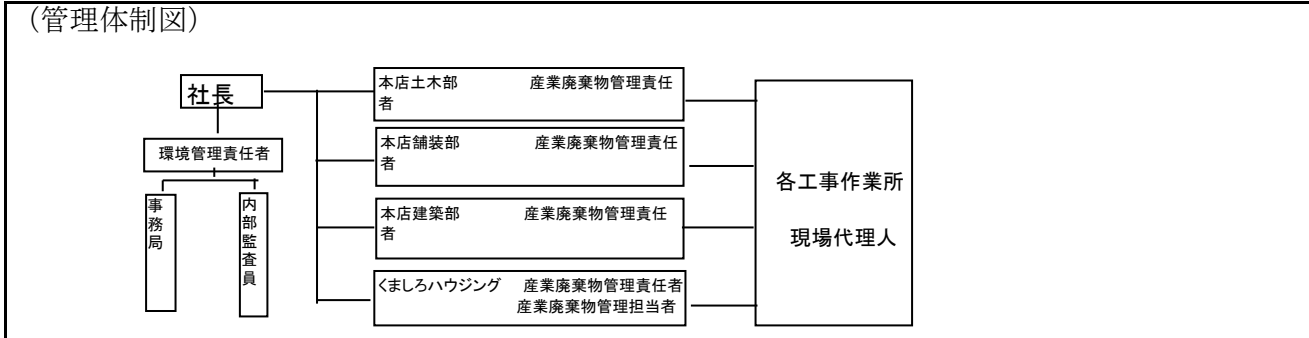 （管理体制図）
社長
環境管理責任者
事務局
内部監査員
本店土木部 産業廃棄物管理責任
者
本店舗装部 産業廃棄物管理責任
者
本店建築部 産業廃棄物管理責任
者
くましろハウジング 産業廃棄物管理責任者
産業廃棄物管理担当者
各工事作業所
現場代理人